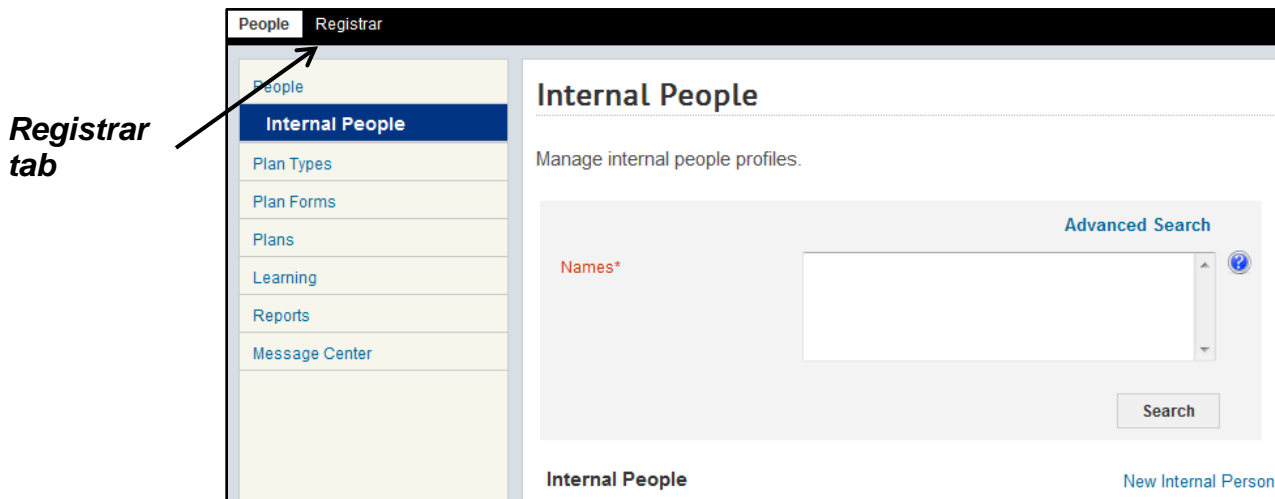 People Registrar
Registrar
tab
People
Internal People
Plan Types
Plan Forms
Plans
Learning
Reports
Message Center
Internal People
Manage internal people profiles.
Advanced Search
Names*
?
Search
Internal People New Internal Person